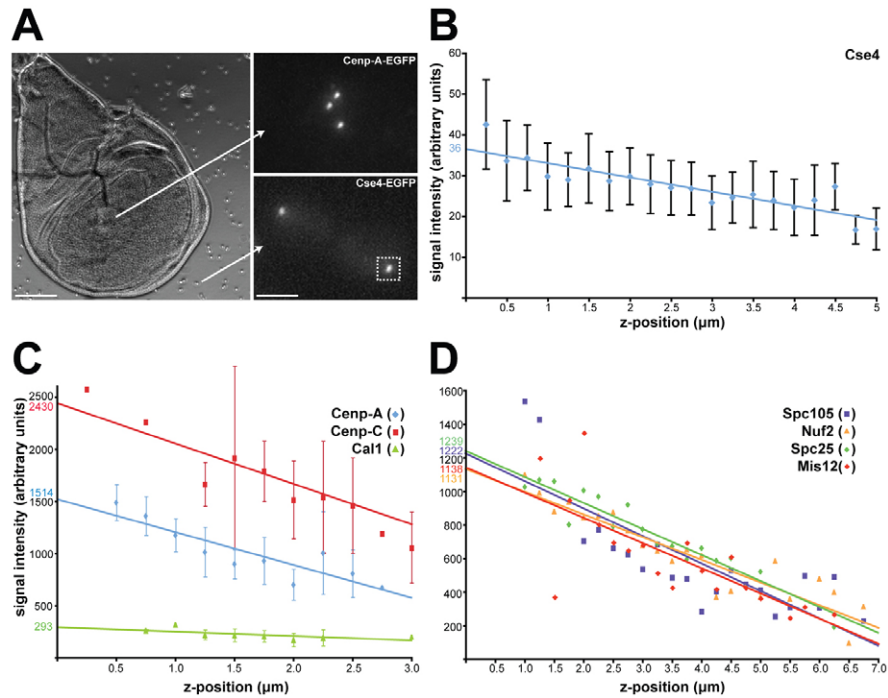 A
Cenp-A-EGFP
Cse4-EGFP
B
Cse4
signal intensity (arbitrary units)
60
50
40
36
30
20
10
0.5 1 1.5 2 2.5 3 3.5 4 4.5 5
z-position (µm)
C
signal intensity (arbitrary units)
2500
2430
2000
1514
1500
1000
500
293
Cenp-A ( )
Cenp-C ( )
Cal1 ( )
0.5 1.0 1.5 2.0 2.5 3.0
z-position (µm)
D
1600
1400
1239
1222
1200
1138
1131
1000
800
600
400
200
Spc105 ( )
Nuf2 ( )
Spc25 ( )
Mis12( )
0.5 1.0 1.5 2.0 2.5 3.0 3.5 4.0 4.5 5.0 5.5 6.0 6.5 7.0
z-position (µm)